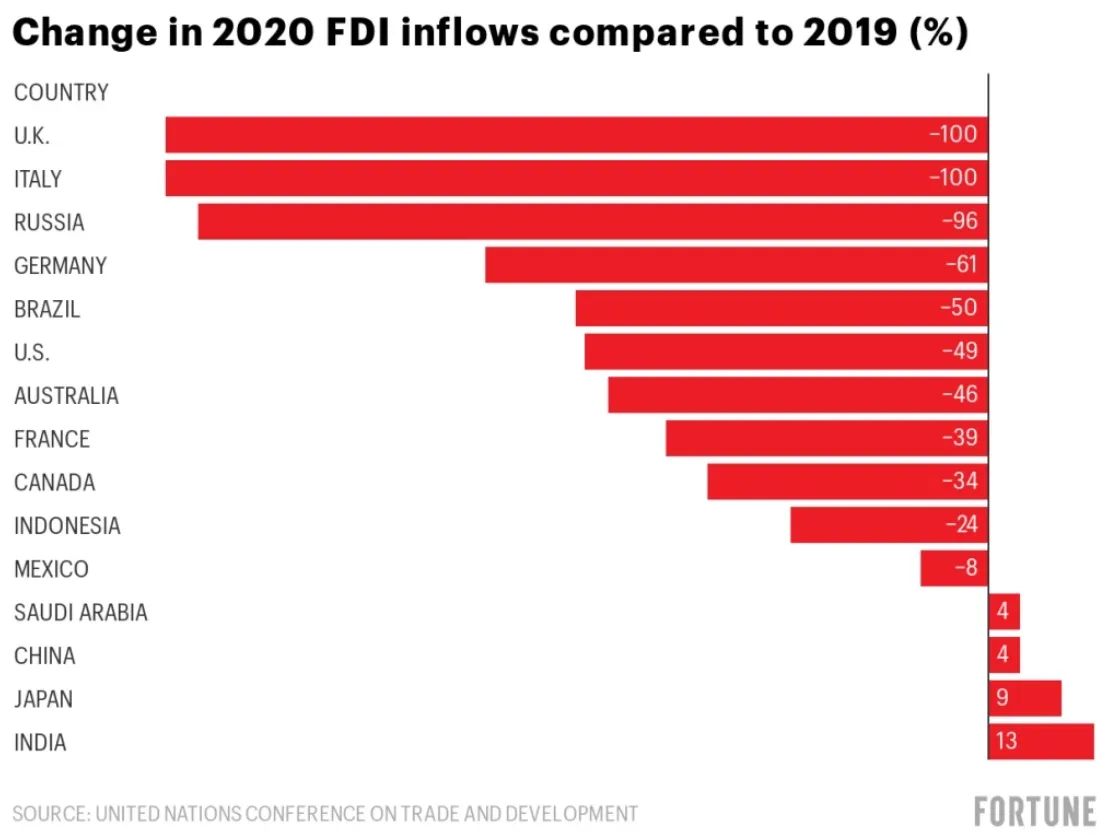 Change in 2020 FDI inflows compared to 2019 (%)
COUNTRY
U.K. −100
ITALY −100
RUSSIA −96
GERMANY −61
BRAZIL −50
U.S. −49
AUSTRALIA −46
FRANCE −39
CANADA −34
INDONESIA −24
MEXICO −8
SAUDI ARABIA 4
CHINA 4
JAPAN 9
INDIA 13
SOURCE: UNITED NATIONS CONFERENCE ON TRADE AND DEVELOPMENT FORTUNE